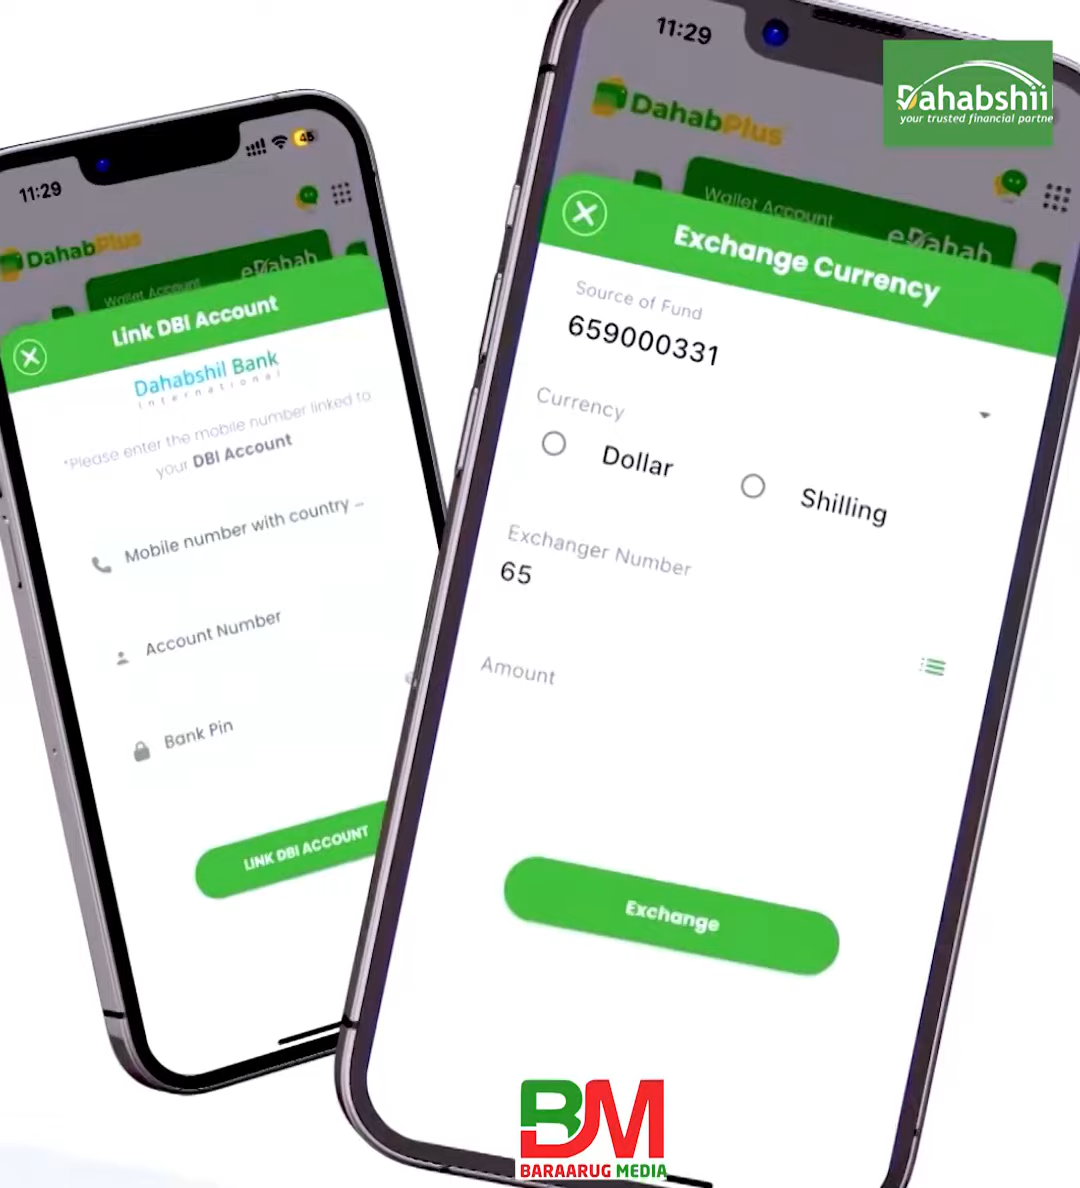 11:29
45
DahabPlus
Wallet Account
eDahab
Link DBI Account
Dahabshil Bank
International
*Please enter the mobile number linked to
your DBI Account
Mobile number with country ...
Account Number
Bank Pin
LINK DBI ACCOUNT
11:29
DahabPlus
Wallet Account
eDahab
Exchange Currency
Source of Fund
659000331
Currency
Dollar
Shilling
Exchanger Number
65
Amount
Exchange
Dahabshiil
your trusted financial partne
BM
BARAARUG MEDIA